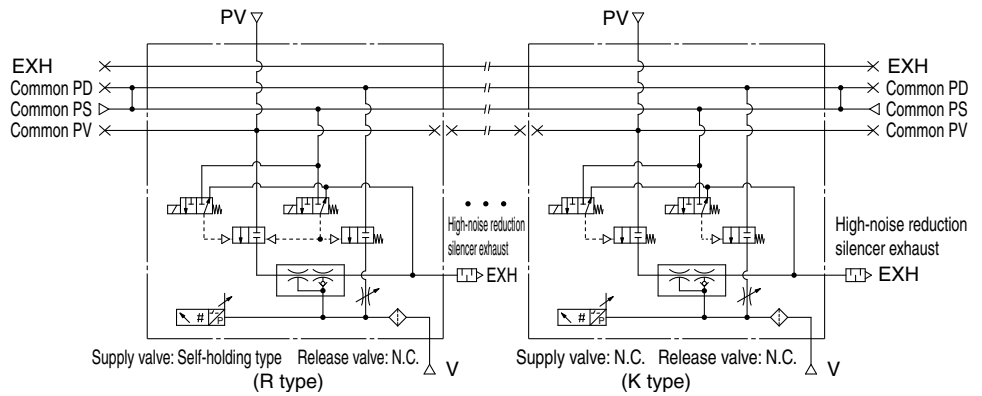 PV
PV
EXH
EXH
Common PD
Common PD
Common PS
Common PS
Common PV
Common PV
High-noise reduction
silencer exhaust
EXH
High-noise reduction
silencer exhaust
EXH
#
P
#
P
Supply valve: Self-holding type Release valve: N.C.
(R type)
V
Supply valve: N.C. Release valve: N.C.
(K type)
V